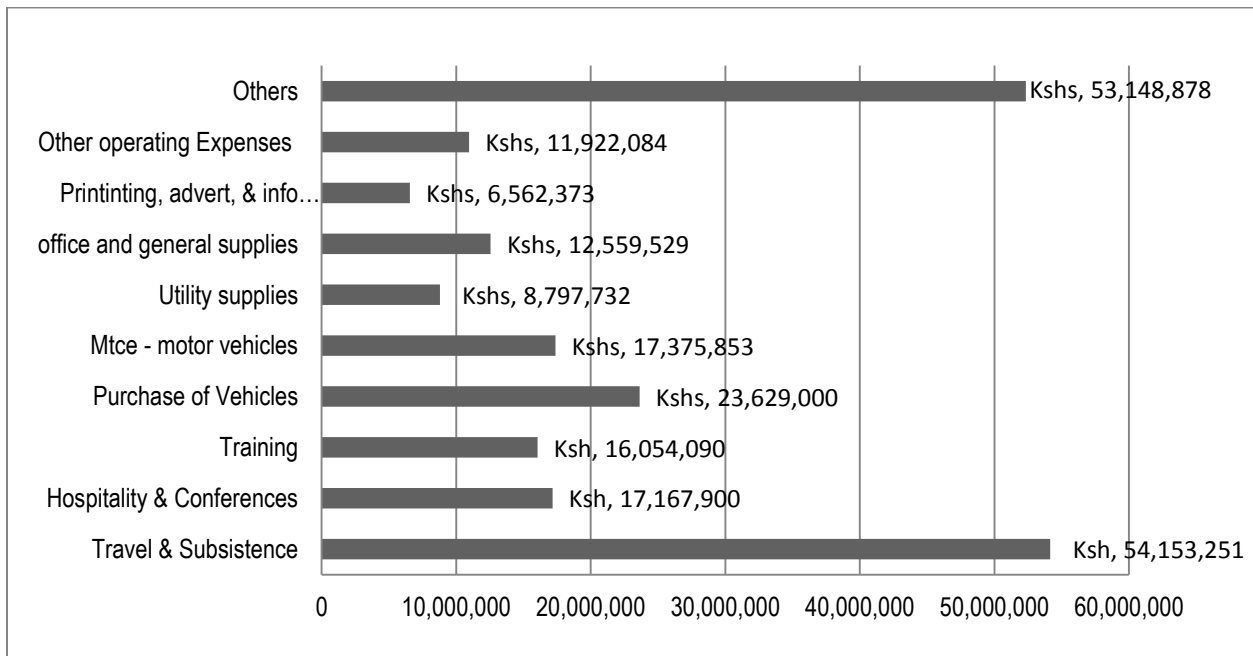 Others Kshs, 53,148,878
Other operating Expenses Kshs, 11,922,084
Printinting, advert, & info… Kshs, 6,562,373
office and general supplies Kshs, 12,559,529
Utility supplies Kshs, 8,797,732
Mtce - motor vehicles Kshs, 17,375,853
Purchase of Vehicles Kshs, 23,629,000
Training Ksh, 16,054,090
Hospitality & Conferences Ksh, 17,167,900
Travel & Subsistence Ksh, 54,153,251
0 10,000,000 20,000,000 30,000,000 40,000,000 50,000,000 60,000,000